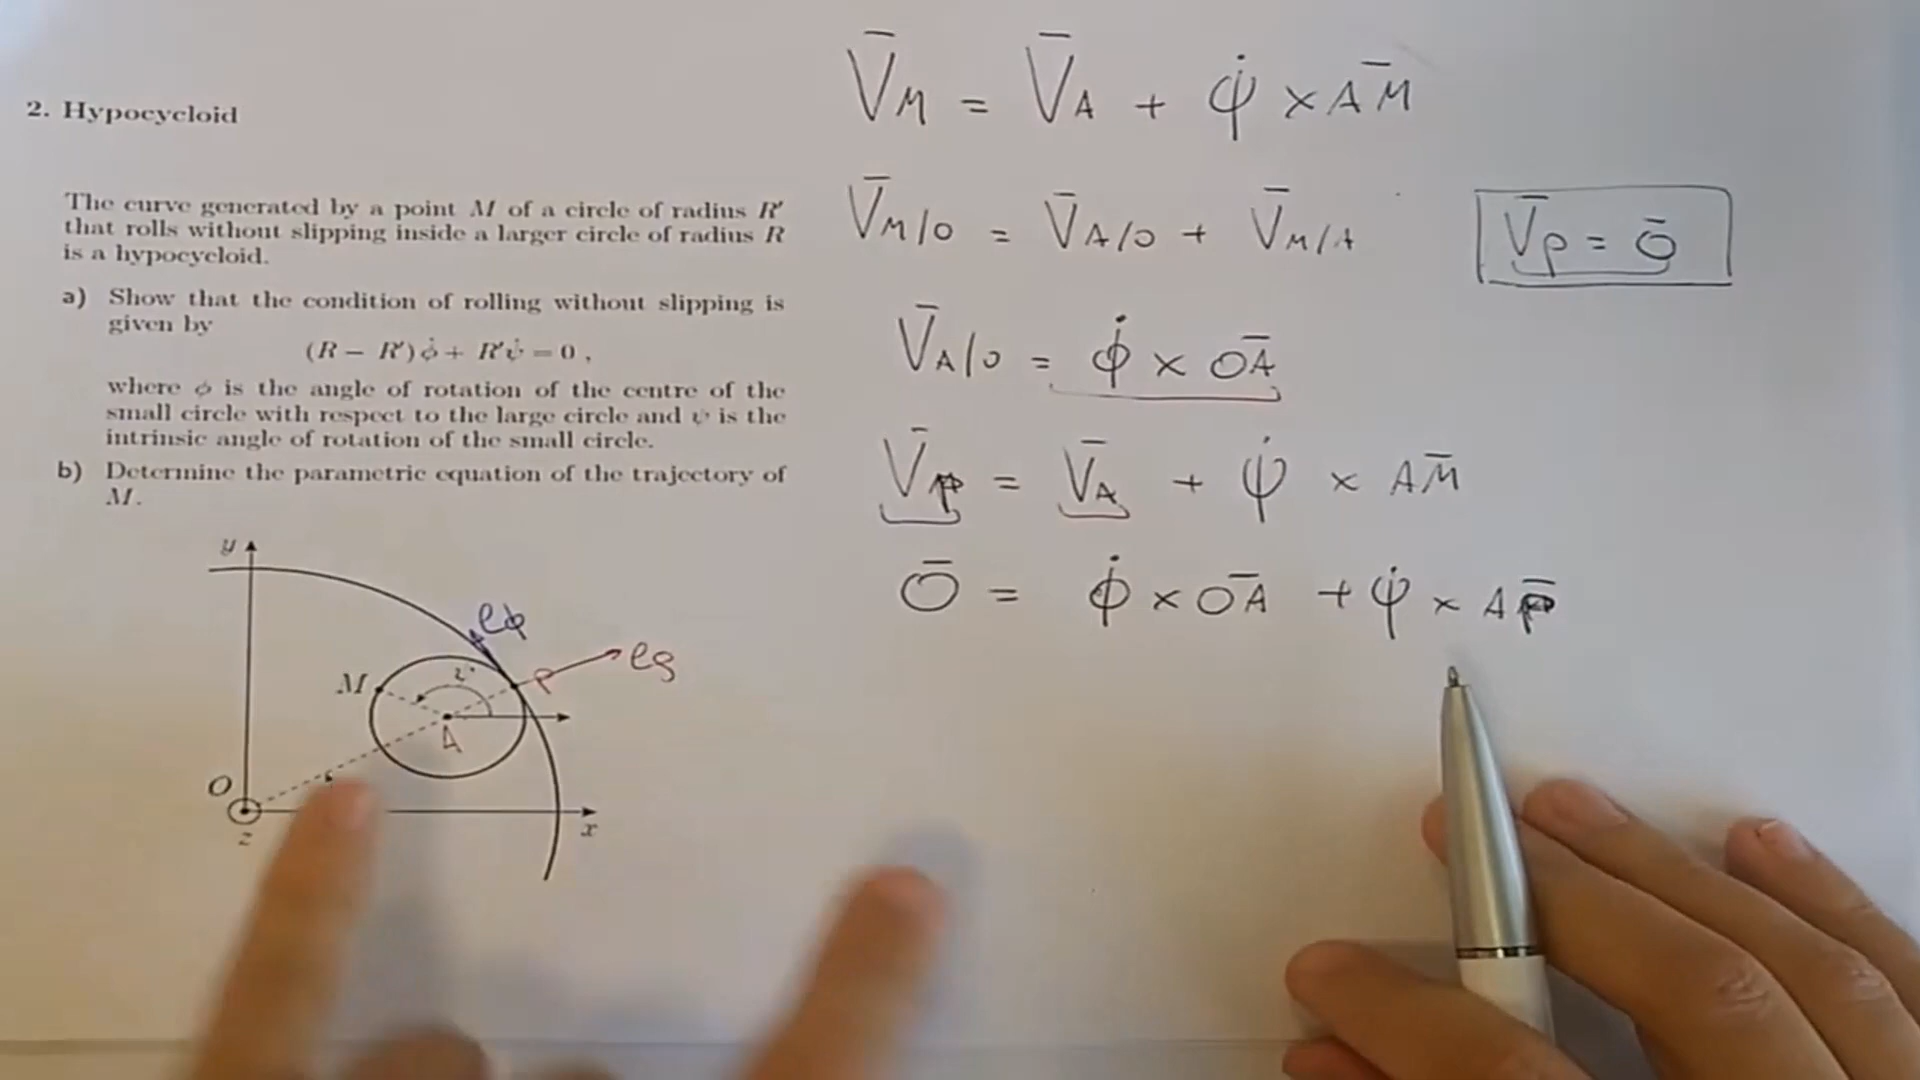 2. Hypocycloid
The curve generated by a point M of a circle of radius R′
that rolls without slipping inside a larger circle of radius R
is a hypocycloid.
a) Show that the condition of rolling without slipping is
given by
(R − R′)ϕ̇ + R′ψ̇ = 0 ,
where ϕ is the angle of rotation of the centre of the
small circle with respect to the large circle and ψ is the
intrinsic angle of rotation of the small circle.
b) Determine the parametric equation of the trajectory of
M.
y
eϕ
M
P
eρ
A
O
z
x
V̄M = V̄A + ψ̇ × AM̄
V̄M/O = V̄A/O + V̄M/A
V̄P = Ō
V̄A/O = ϕ̇ × OĀ
V̄P = V̄A + ψ̇ × AM̄
Ō = ϕ̇ × OĀ + ψ̇ × AP̄